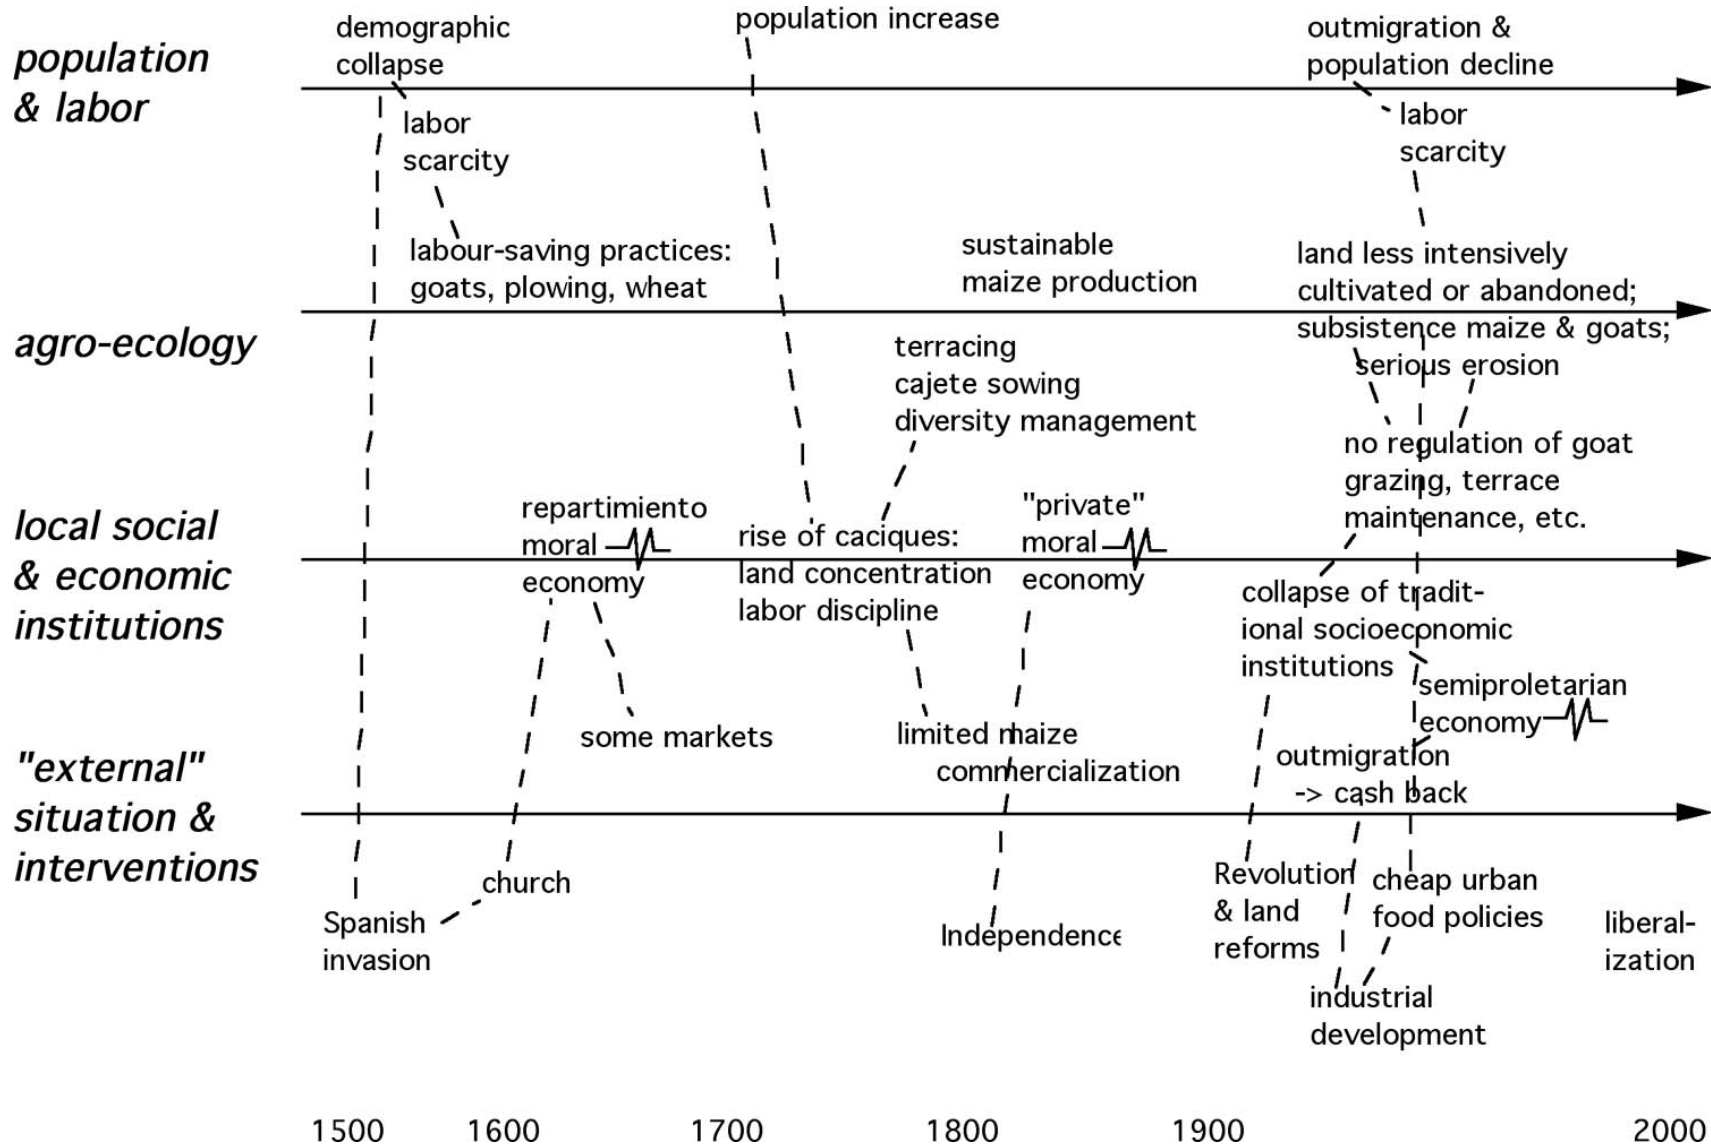 population
& labor
demographic
collapse
labor
scarcity
population increase
outmigration &
population decline
labor
scarcity
agro-ecology
labour-saving practices:
goats, plowing, wheat
sustainable
maize production
terracing
cajete sowing
diversity management
land less intensively
cultivated or abandoned;
subsistence maize & goats;
serious erosion
no regulation of goat
grazing, terrace
maintenance, etc.
local social
& economic
institutions
repartimiento
moral
economy
rise of caciques:
land concentration
labor discipline
"private"
moral
economy
collapse of tradit-
ional socioeconomic
institutions
semiproletarian
economy
"external"
situation &
interventions
some markets
limited maize
commercialization
outmigration
-> cash back
Spanish
invasion
church
Independence
Revolution
& land
reforms
cheap urban
food policies
industrial
development
liberal-
ization
1500 1600 1700 1800 1900 2000